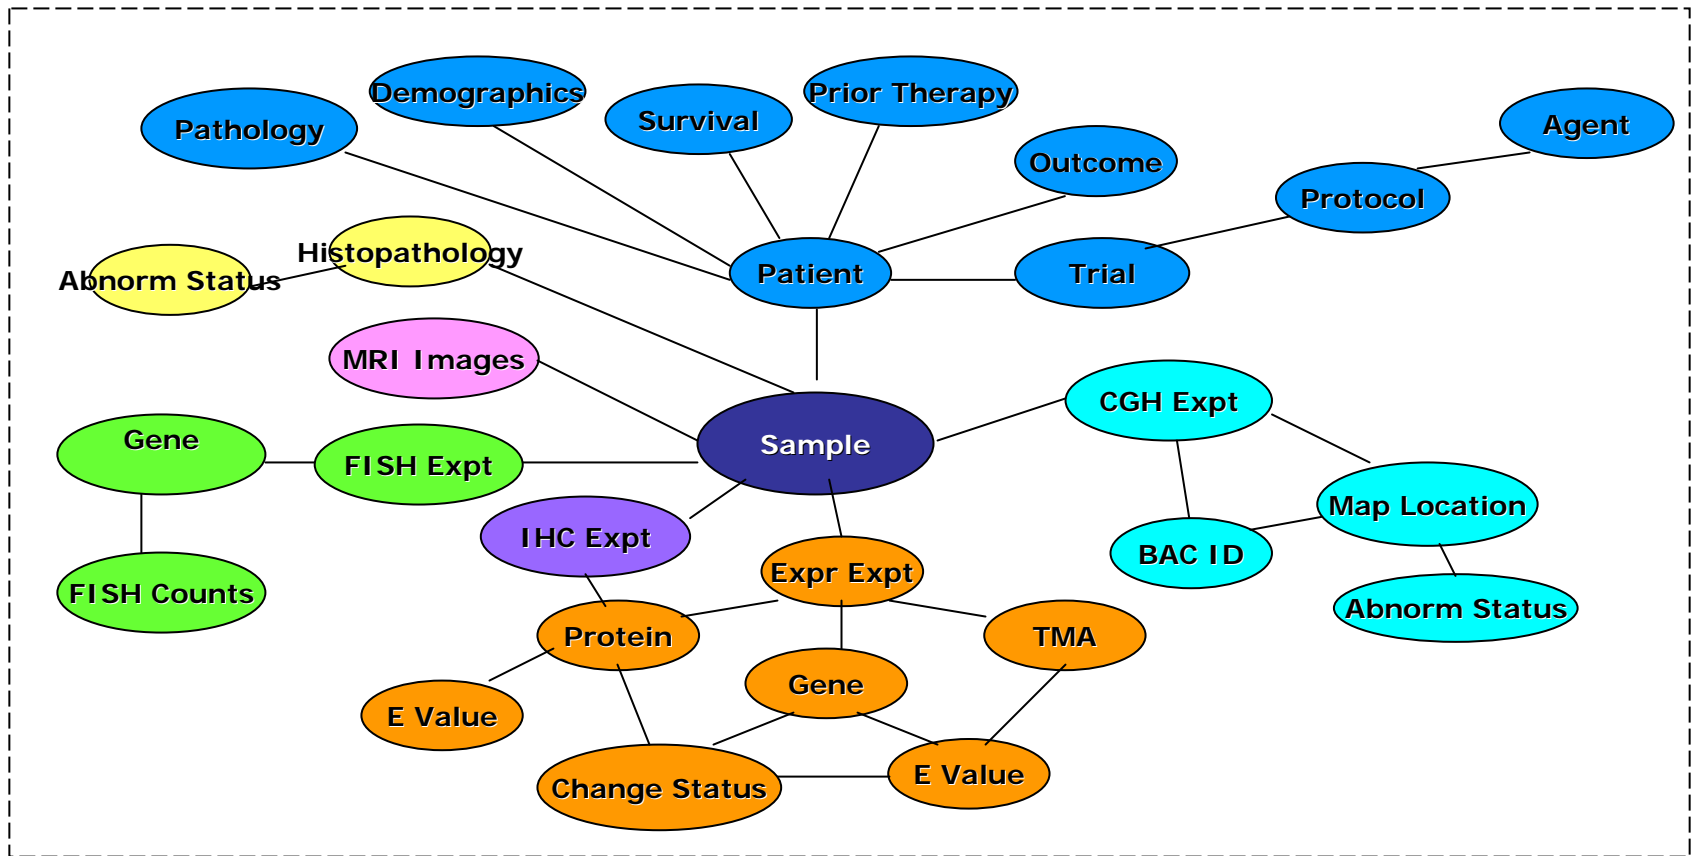 Demographics
Prior Therapy
Survival
Pathology
Agent
Outcome
Protocol
Histopathology
Abnorm Status
Patient
Trial
MRI Images
CGH Expt
Gene
Sample
FISH Expt
Map Location
IHC Expt
BAC ID
Expr Expt
FISH Counts
Abnorm Status
Protein
TMA
Gene
E Value
E Value
Change Status